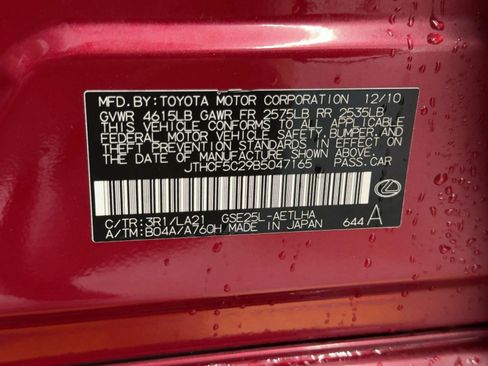 MFD.BY:TOYOTA MOTOR CORPORATION 12/10
GVWR 4615LB GAWR FR 2575LB RR 2535LB
THIS VEHICLE CONFORMS TO ALL APPLICABLE
FEDERAL MOTOR VEHICLE SAFETY, BUMPER, AND
THEFT PREVENTION STANDARDS IN EFFECT ON
THE DATE OF MANUFACTURE SHOWN ABOVE.
JTHCF5C29B5047165 PASS.CAR
C/TR:3R1/LA21 GSE25L-AETLHA
A/TM:B04A/A760H MADE IN JAPAN 644 A